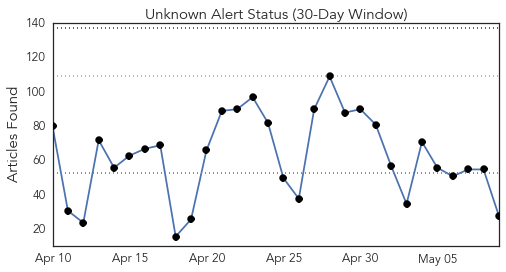 Unknown Alert Status (30-Day Window)
Articles Found
140
120
100
80
60
40
20
Apr 10
Apr 15
Apr 20
Apr 25
Apr 30
May 05